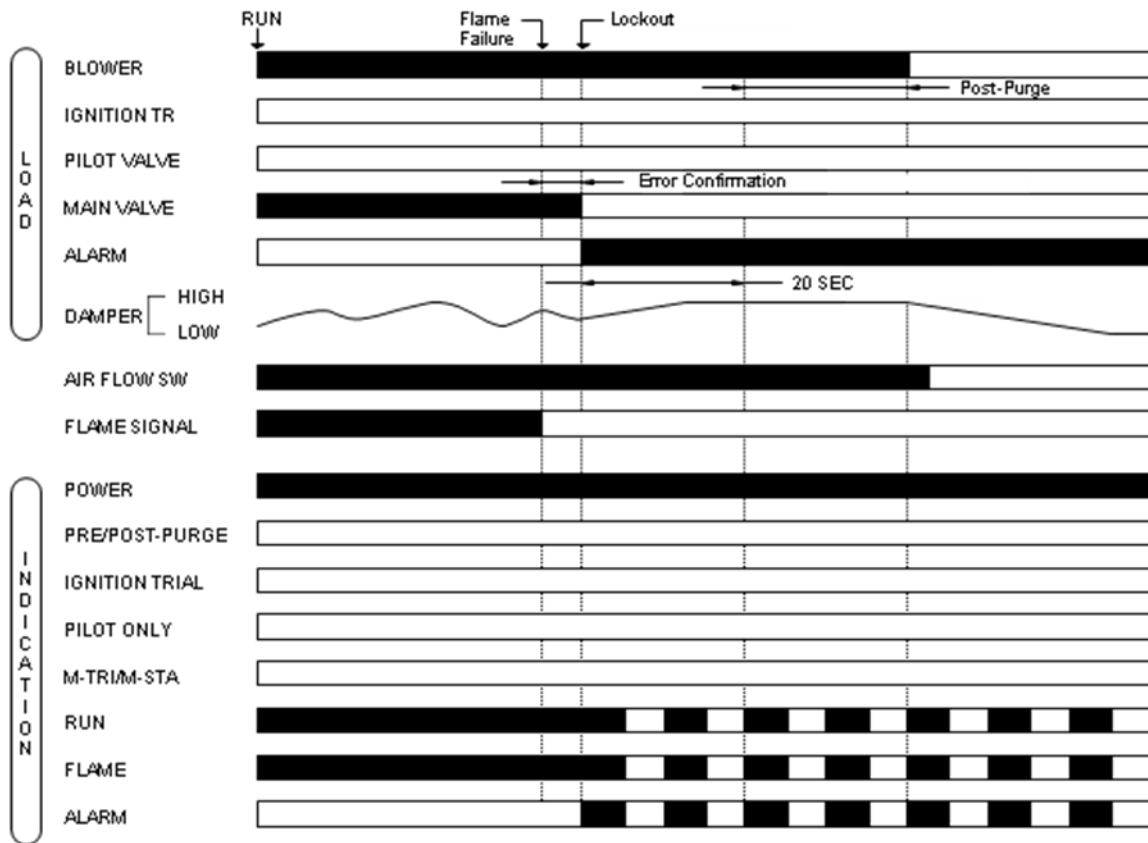 RUN
Flame
Failure
Lockout
LOAD
BLOWER
Post-Purge
IGNITION TR
PILOT VALVE
Error Confirmation
MAIN VALVE
ALARM
20 SEC
DAMPER
HIGH
LOW
AIR FLOW SW
FLAME SIGNAL
INDICATION
POWER
PRE/POST-PURGE
IGNITION TRIAL
PILOT ONLY
M-TRI/M-STA
RUN
FLAME
ALARM